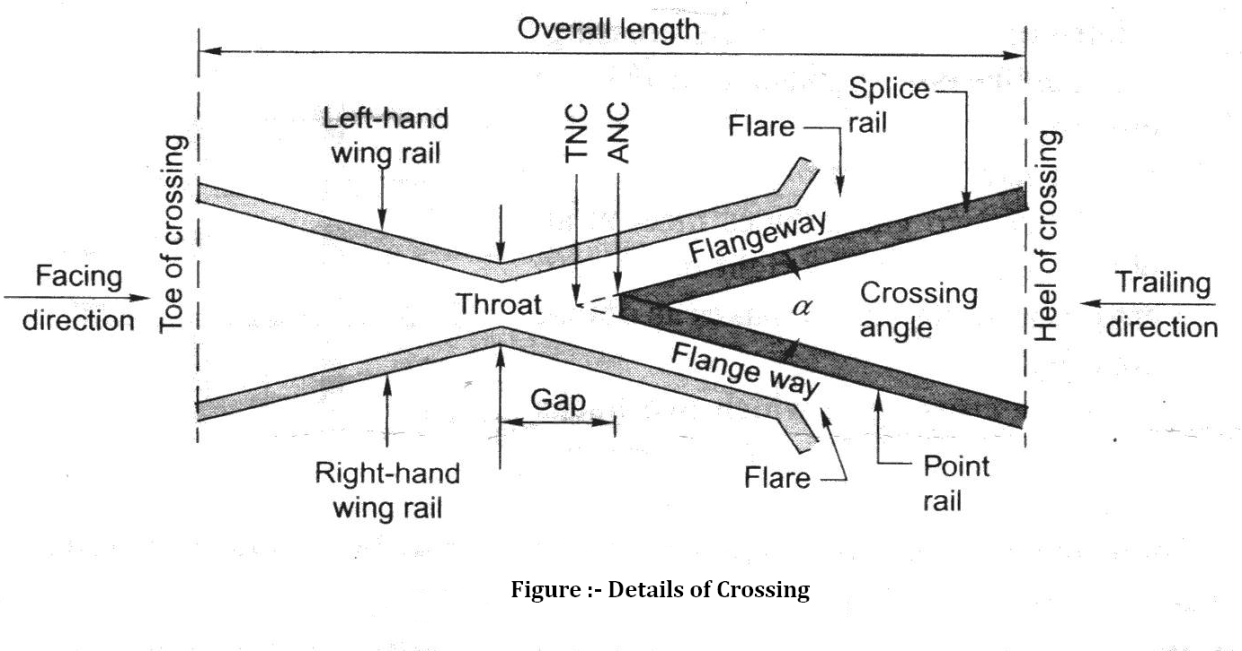 Overall length
Left-hand
wing rail
TNC
ANC
Flare
Splice
rail
Toe of crossing
Heel of crossing
Flangeway
Facing
direction
Throat
α
Crossing
angle
Trailing
direction
Flange way
Gap
Right-hand
wing rail
Flare
Point
rail
Figure :- Details of Crossing